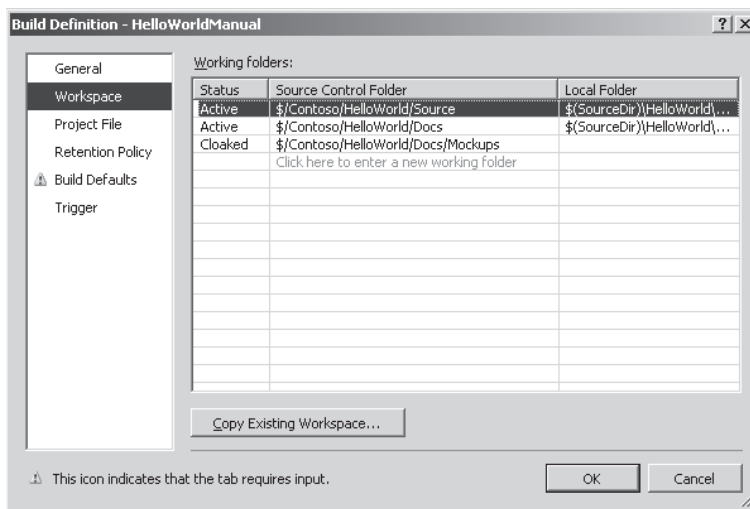 Build Definition - HelloWorldManual
General
Workspace
Project File
Retention Policy
Build Defaults
Trigger
Working folders:
Status Source Control Folder Local Folder
Active $/Contoso/HelloWorld/Source $(SourceDir)\HelloWorld\...
Active $/Contoso/HelloWorld/Docs $(SourceDir)\HelloWorld\...
Cloaked $/Contoso/HelloWorld/Docs/Mockups
Click here to enter a new working folder
Copy Existing Workspace...
This icon indicates that the tab requires input.
OK Cancel